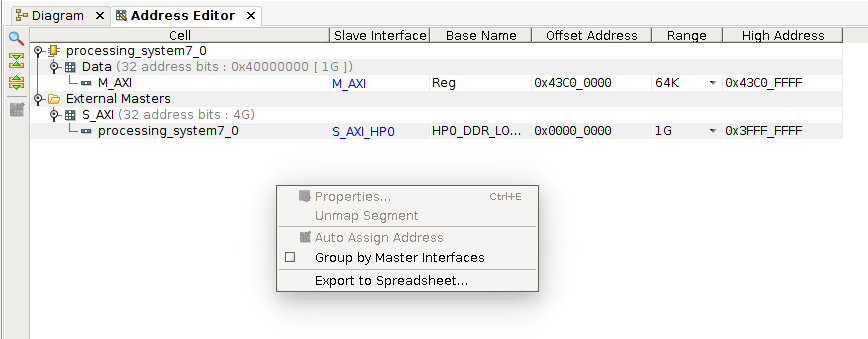 Diagram × Address Editor ×
Cell Slave Interface Base Name Offset Address Range High Address
processing_system7_0
Data (32 address bits : 0x40000000 [ 1G ])
M_AXI M_AXI Reg 0x43C0_0000 64K 0x43C0_FFFF
External Masters
S_AXI (32 address bits : 4G)
processing_system7_0 S_AXI_HP0 HP0_DDR_LO... 0x0000_0000 1G 0x3FFF_FFFF
Properties... Ctrl+E
Unmap Segment
Auto Assign Address
Group by Master Interfaces
Export to Spreadsheet...